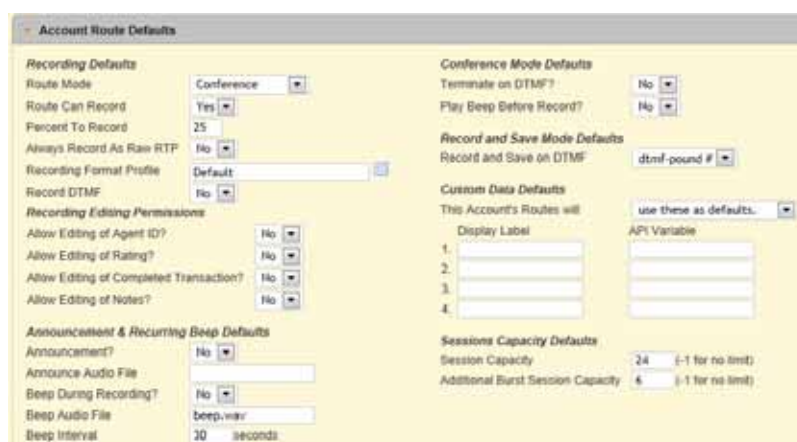 Account Route Defaults
Recording Defaults
Route Mode Conference
Route Can Record Yes
Percent To Record 25
Always Record As Raw RTP No
Recording Format Profile Default
Record DTMF No
Recording Editing Permissions
Allow Editing of Agent ID? No
Allow Editing of Rating? No
Allow Editing of Completed Transaction? No
Allow Editing of Notes? No
Announcement & Recurring Beep Defaults
Announcement? No
Announce Audio File
Beep During Recording? No
Beep Audio File beep.wav
Beep Interval 30 seconds
Conference Mode Defaults
Terminate on DTMF? No
Play Beep Before Record? No
Record and Save Mode Defaults
Record and Save on DTMF dtmf-pound #
Custom Data Defaults
This Account's Routes will use these as defaults.
Display Label API Variable
1.
2.
3.
4.
Sessions Capacity Defaults
Session Capacity 24 (-1 for no limit)
Additional Burst Session Capacity 6 (-1 for no limit)